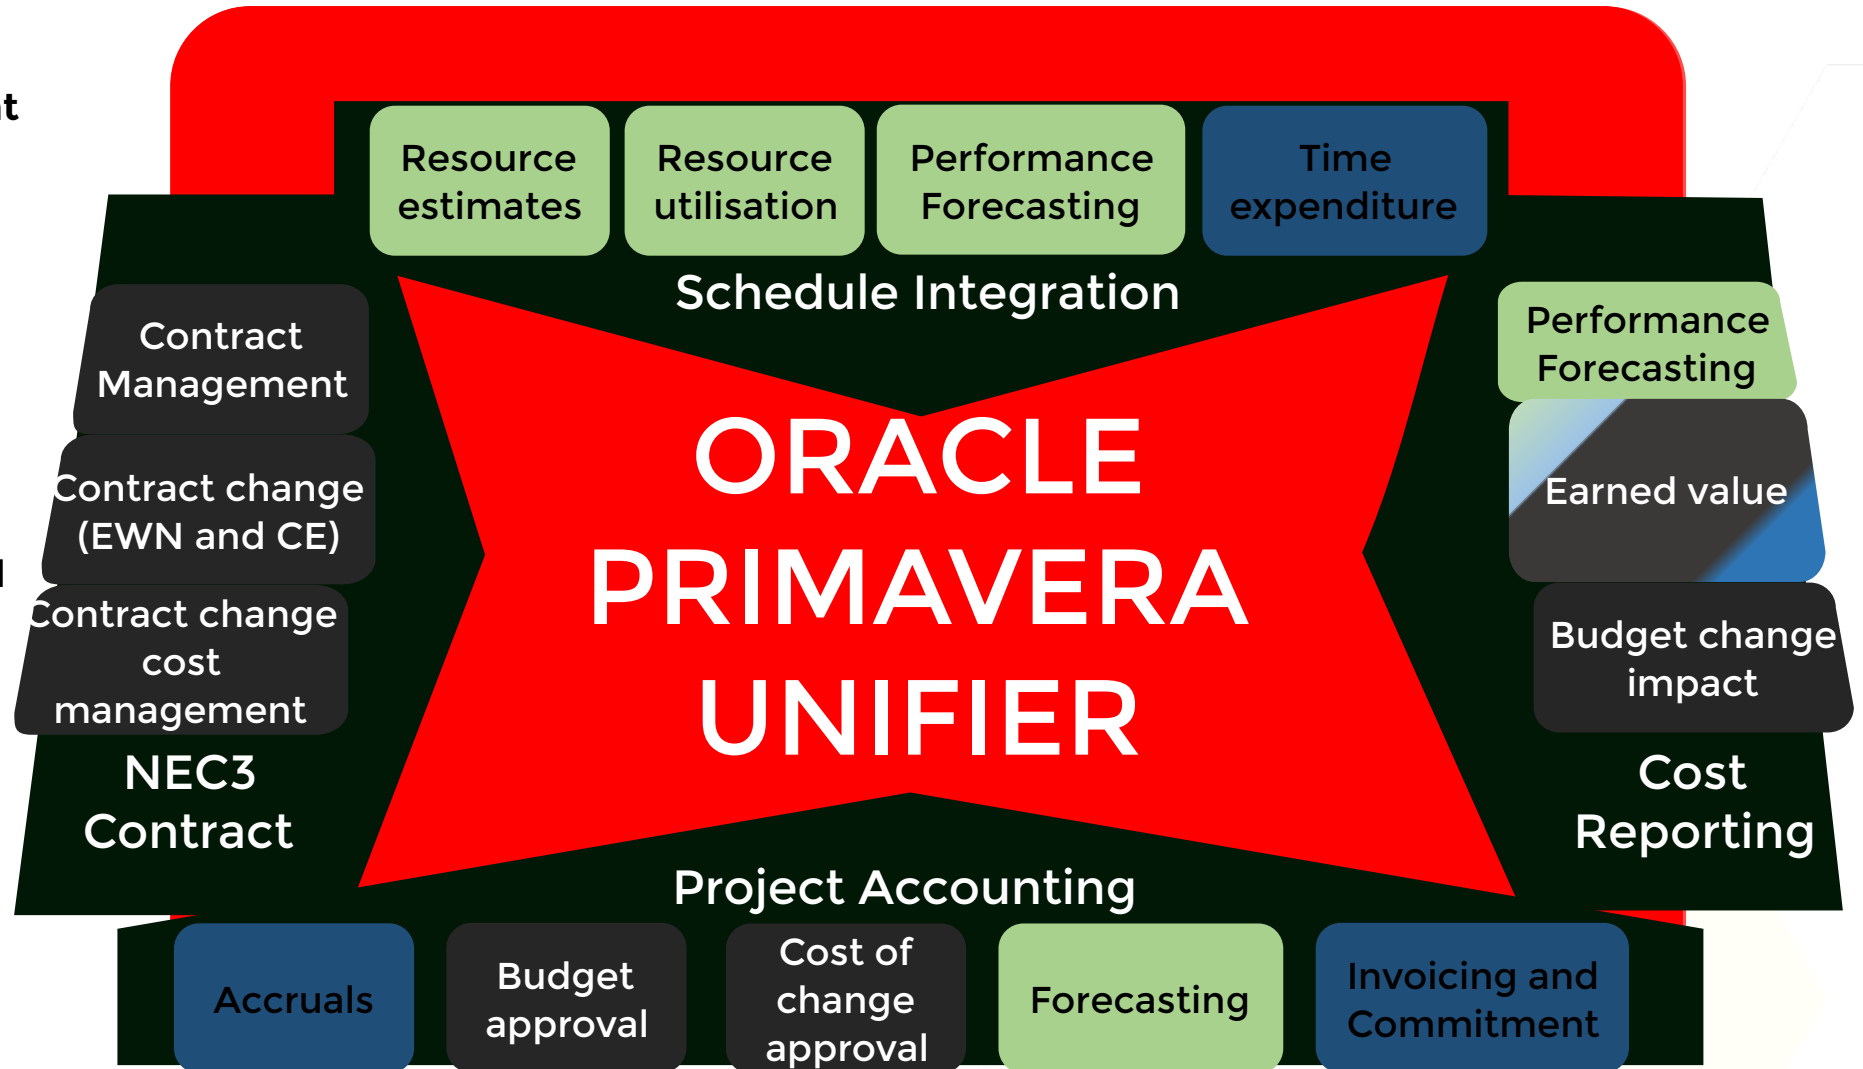 Resource
estimates
Resource
utilisation
Performance
Forecasting
Time
expenditure
Schedule Integration
Contract
Management
Contract change
(EWN and CE)
Contract change
cost
management
NEC3
Contract
ORACLE
PRIMAVERA
UNIFIER
Performance
Forecasting
Earned value
Budget change
impact
Cost
Reporting
Project Accounting
Accruals
Budget
approval
Cost of
change
approval
Forecasting
Invoicing and
Commitment